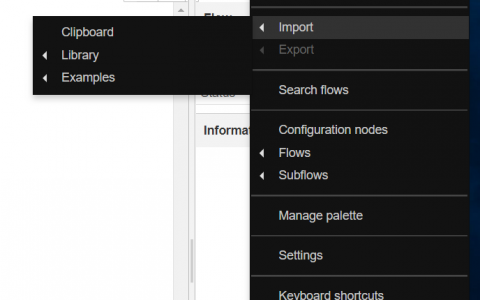 Clipboard
Library
Examples
Flow
Status
Informat
Import
Export
Search flows
Configuration nodes
Flows
Subflows
Manage palette
Settings
Keyboard shortcuts